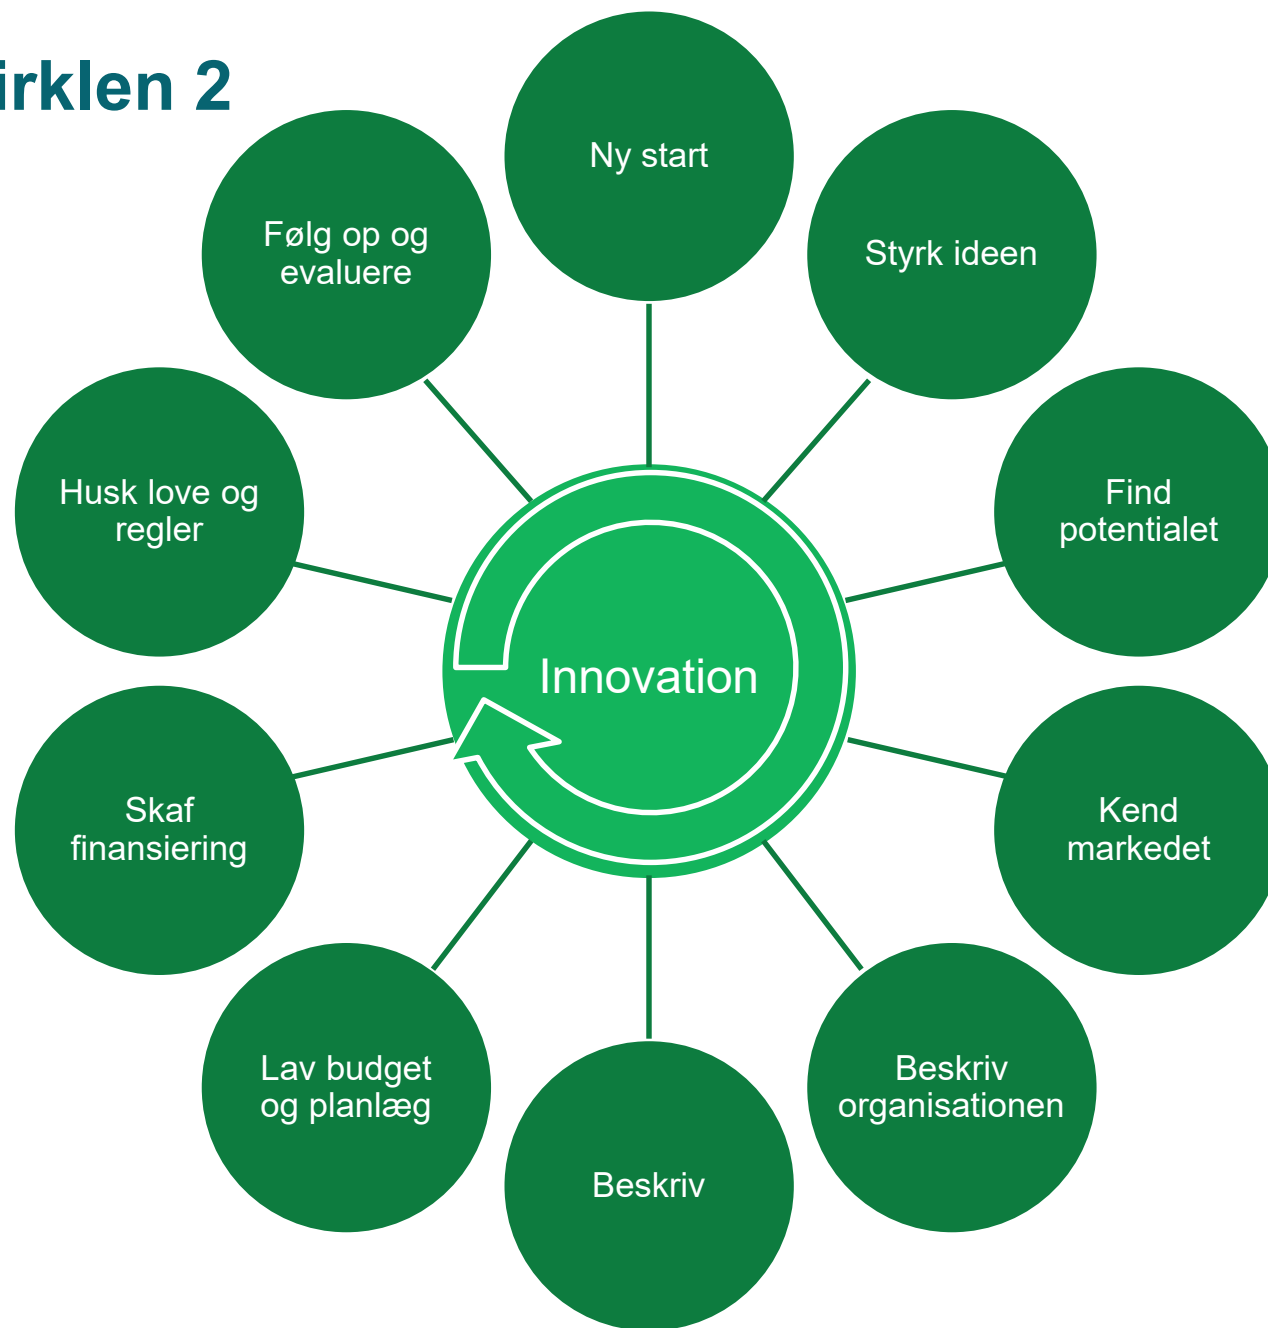 irklen 2
Ny start
Styrk ideen
Find
potentialet
Kend
markedet
Beskriv
organisationen
Beskriv
Lav budget
og planlæg
Skaf
finansiering
Husk love og
regler
Følg op og
evaluere
Innovation